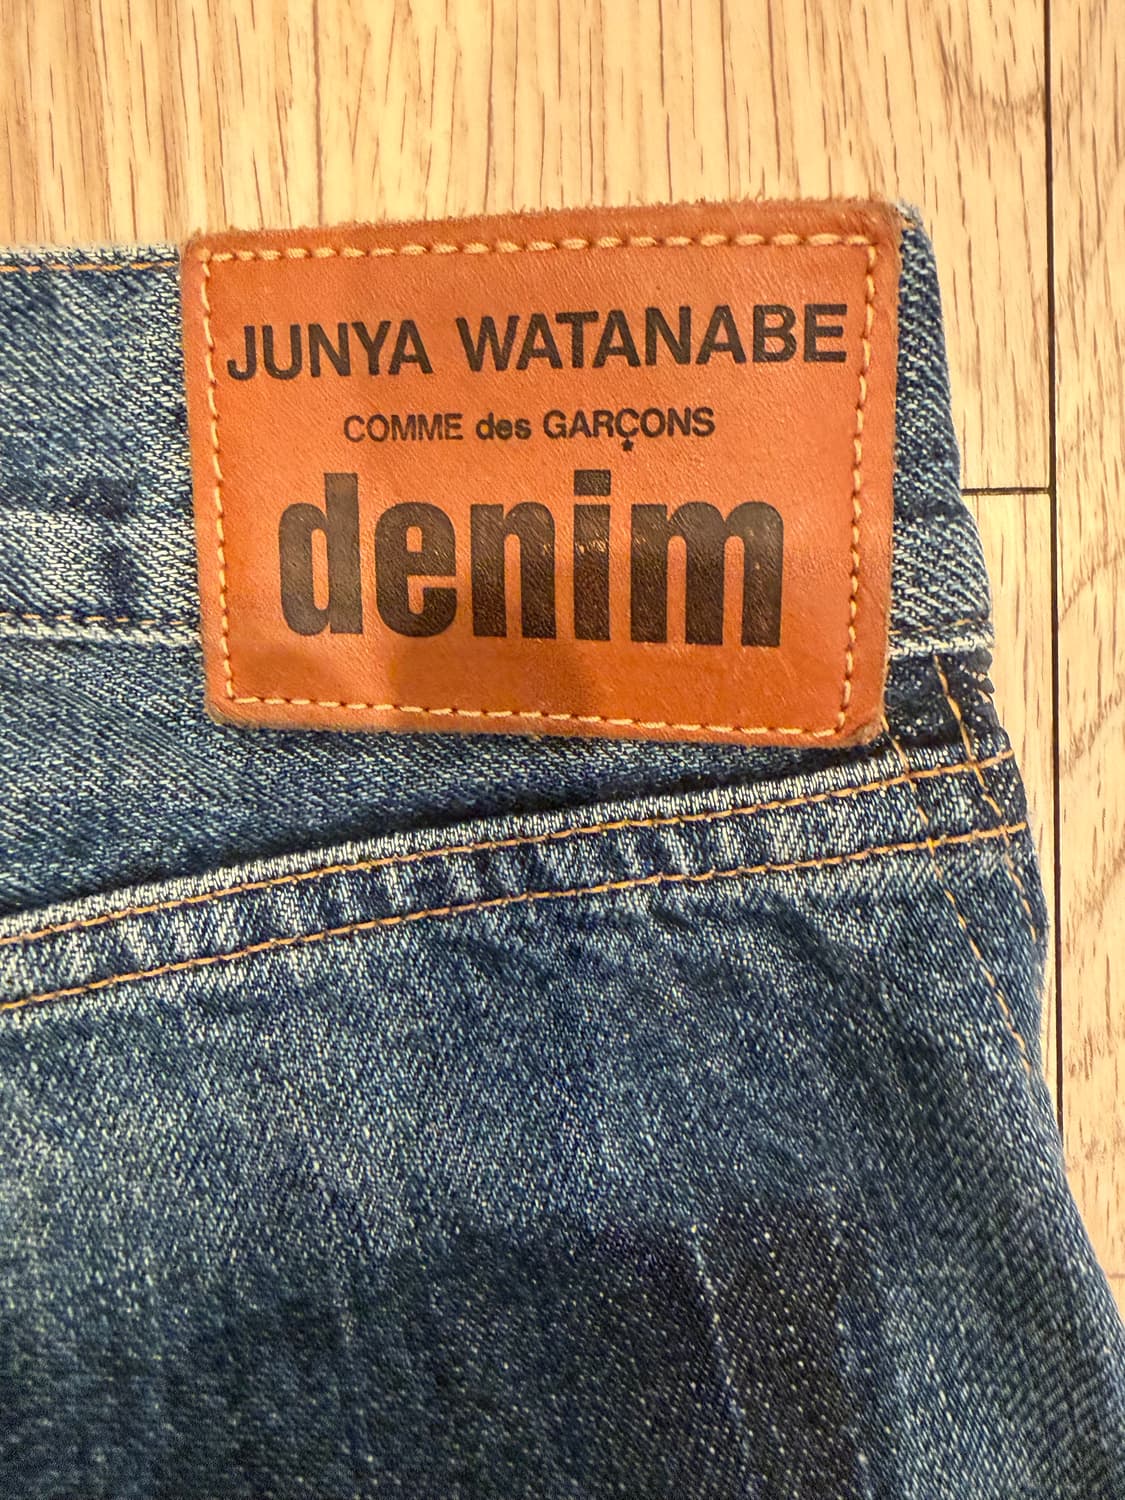 JUNYA WATANABE
COMME des GARÇONS
denim